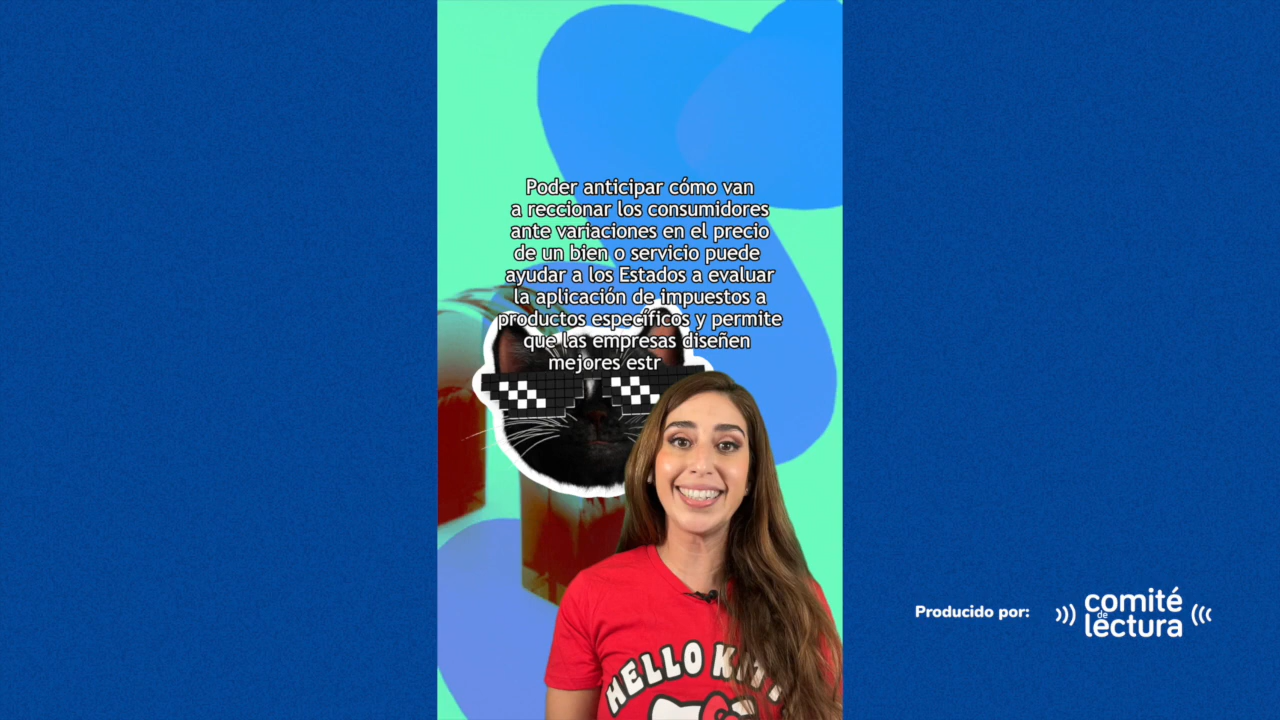 Poder anticipar cómo van
a reccionar los consumidores
ante variaciones en el precio
de un bien o servicio puede
ayudar a los Estados a evaluar
la aplicación de impuestos a
productos específicos y permite
que las empresas diseñen
mejores estr
Producido por:
comité
de
lectura
HELLO KITTY